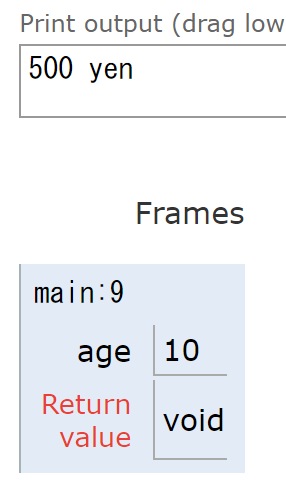 Print output (drag low
500 yen
Frames
main:9
age 10
Return
value void